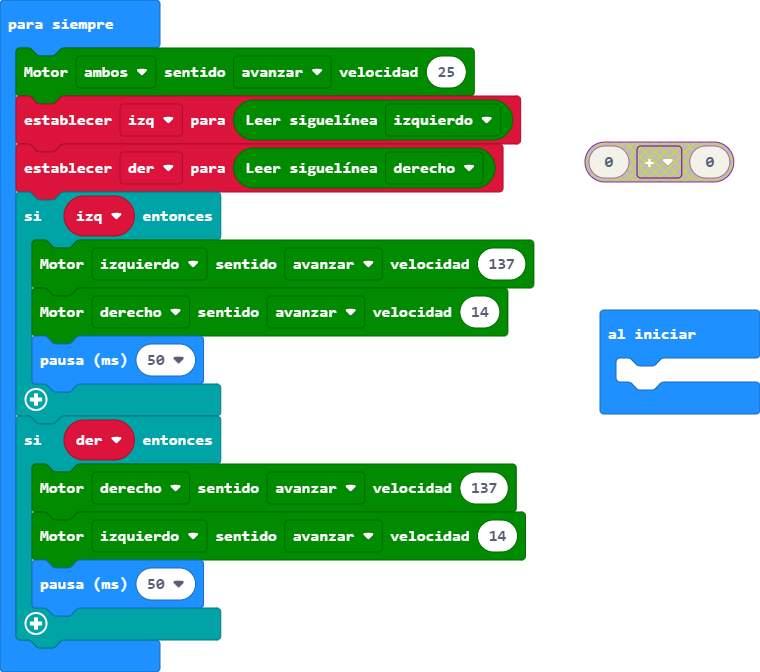 para siempre
Motor ambos sentido avanzar velocidad 25
establecer izq para Leer siguelínea izquierdo
establecer der para Leer siguelínea derecho
si izq entonces
Motor izquierdo sentido avanzar velocidad 137
Motor derecho sentido avanzar velocidad 14
pausa (ms) 50
si der entonces
Motor derecho sentido avanzar velocidad 137
Motor izquierdo sentido avanzar velocidad 14
pausa (ms) 50
0 + 0
al iniciar